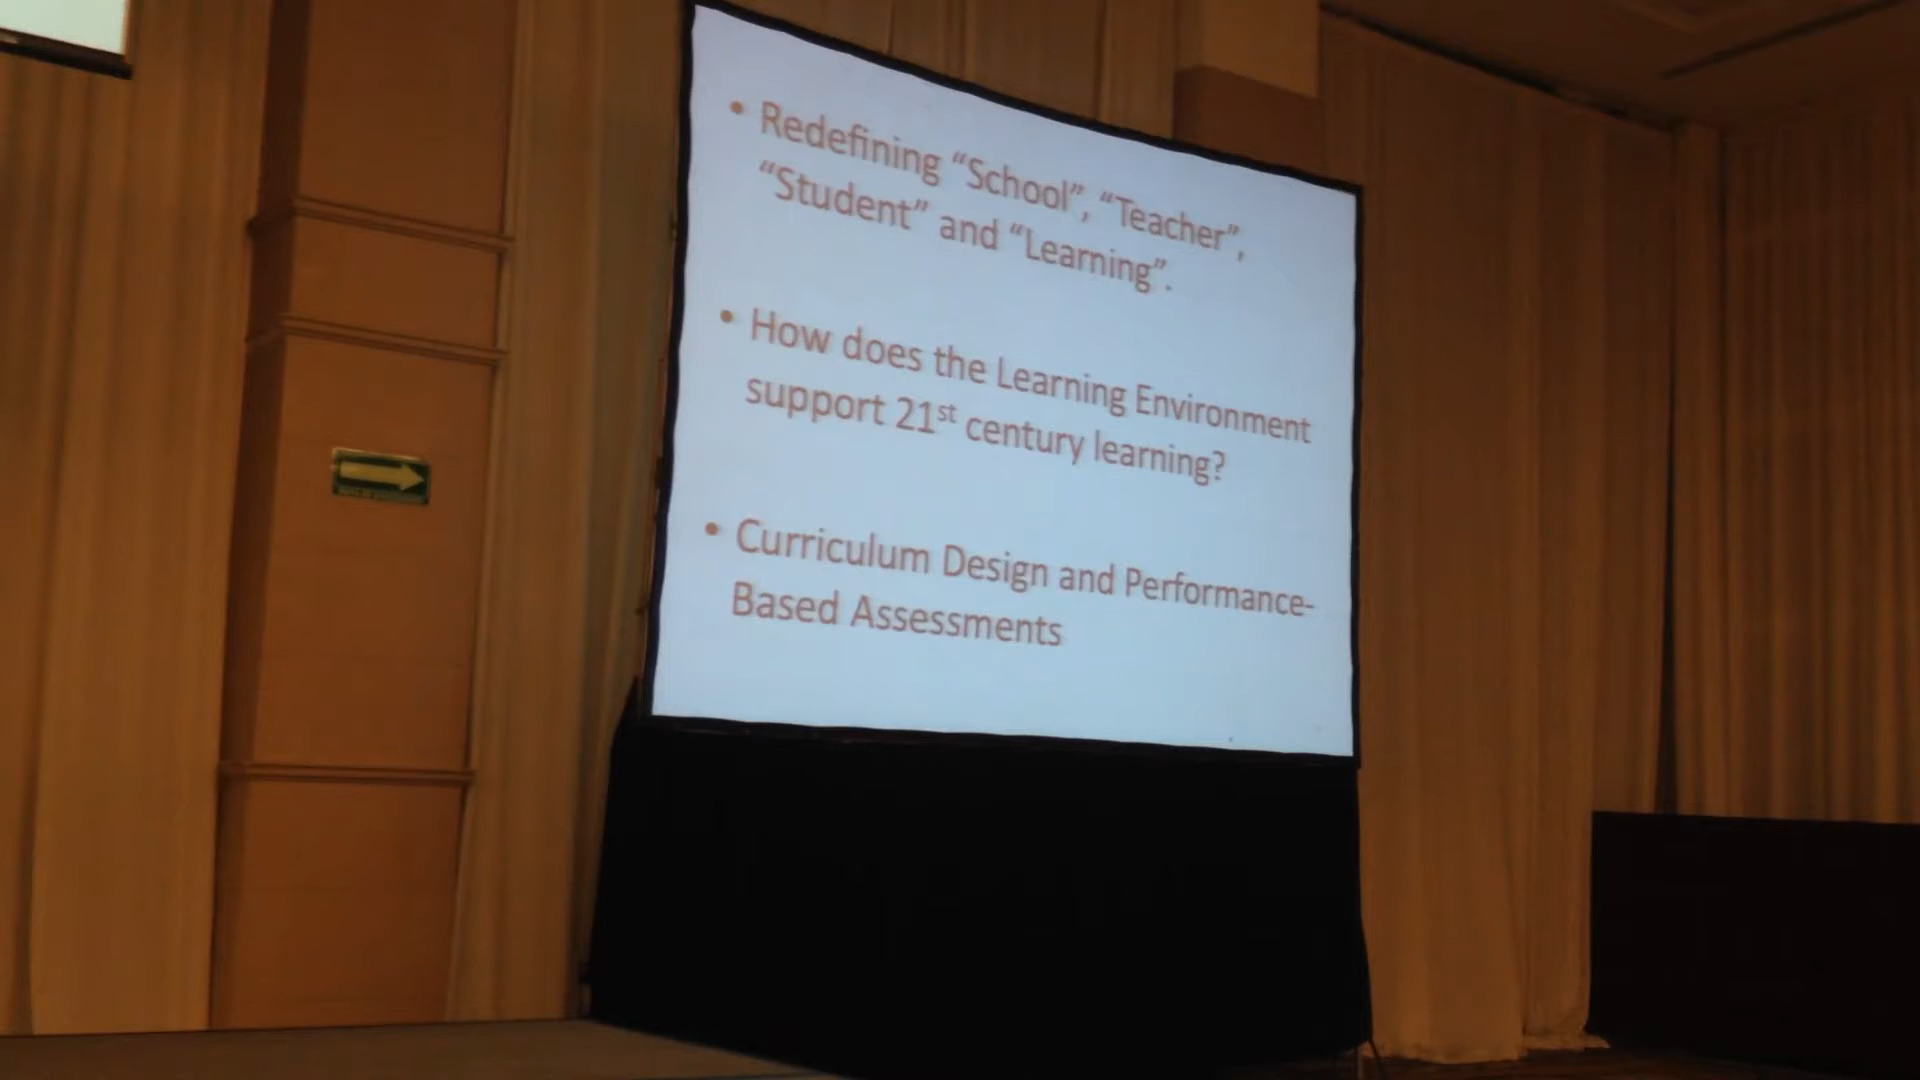 • Redefining “School”, “Teacher”,
“Student” and “Learning”.
• How does the Learning Environment
support 21st century learning?
• Curriculum Design and Performance-
Based Assessments